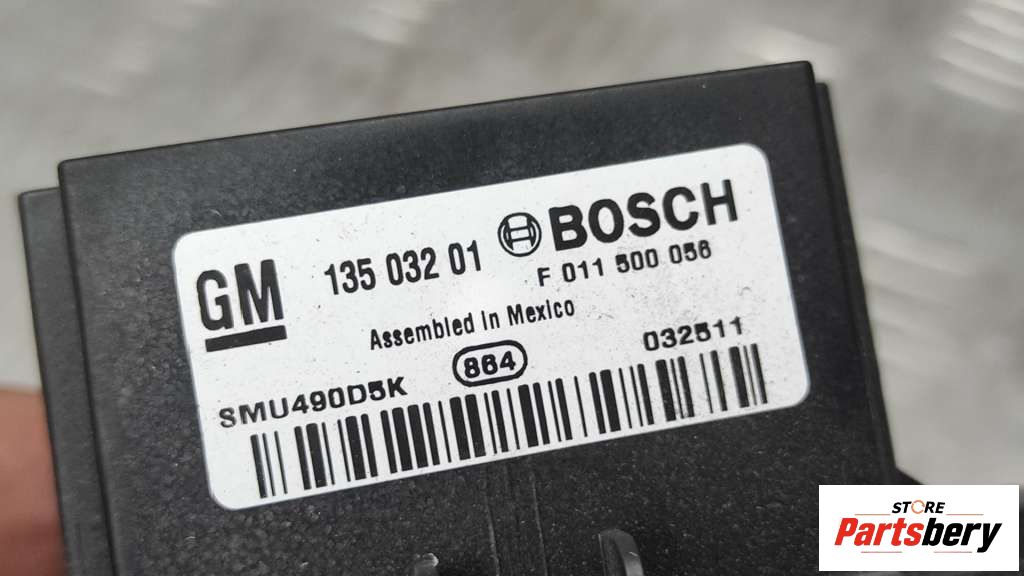 GM
135 032 01
BOSCH
F 011 500 056
Assembled in Mexico
864
SMU490D5K
032511
STORE
Partsbery